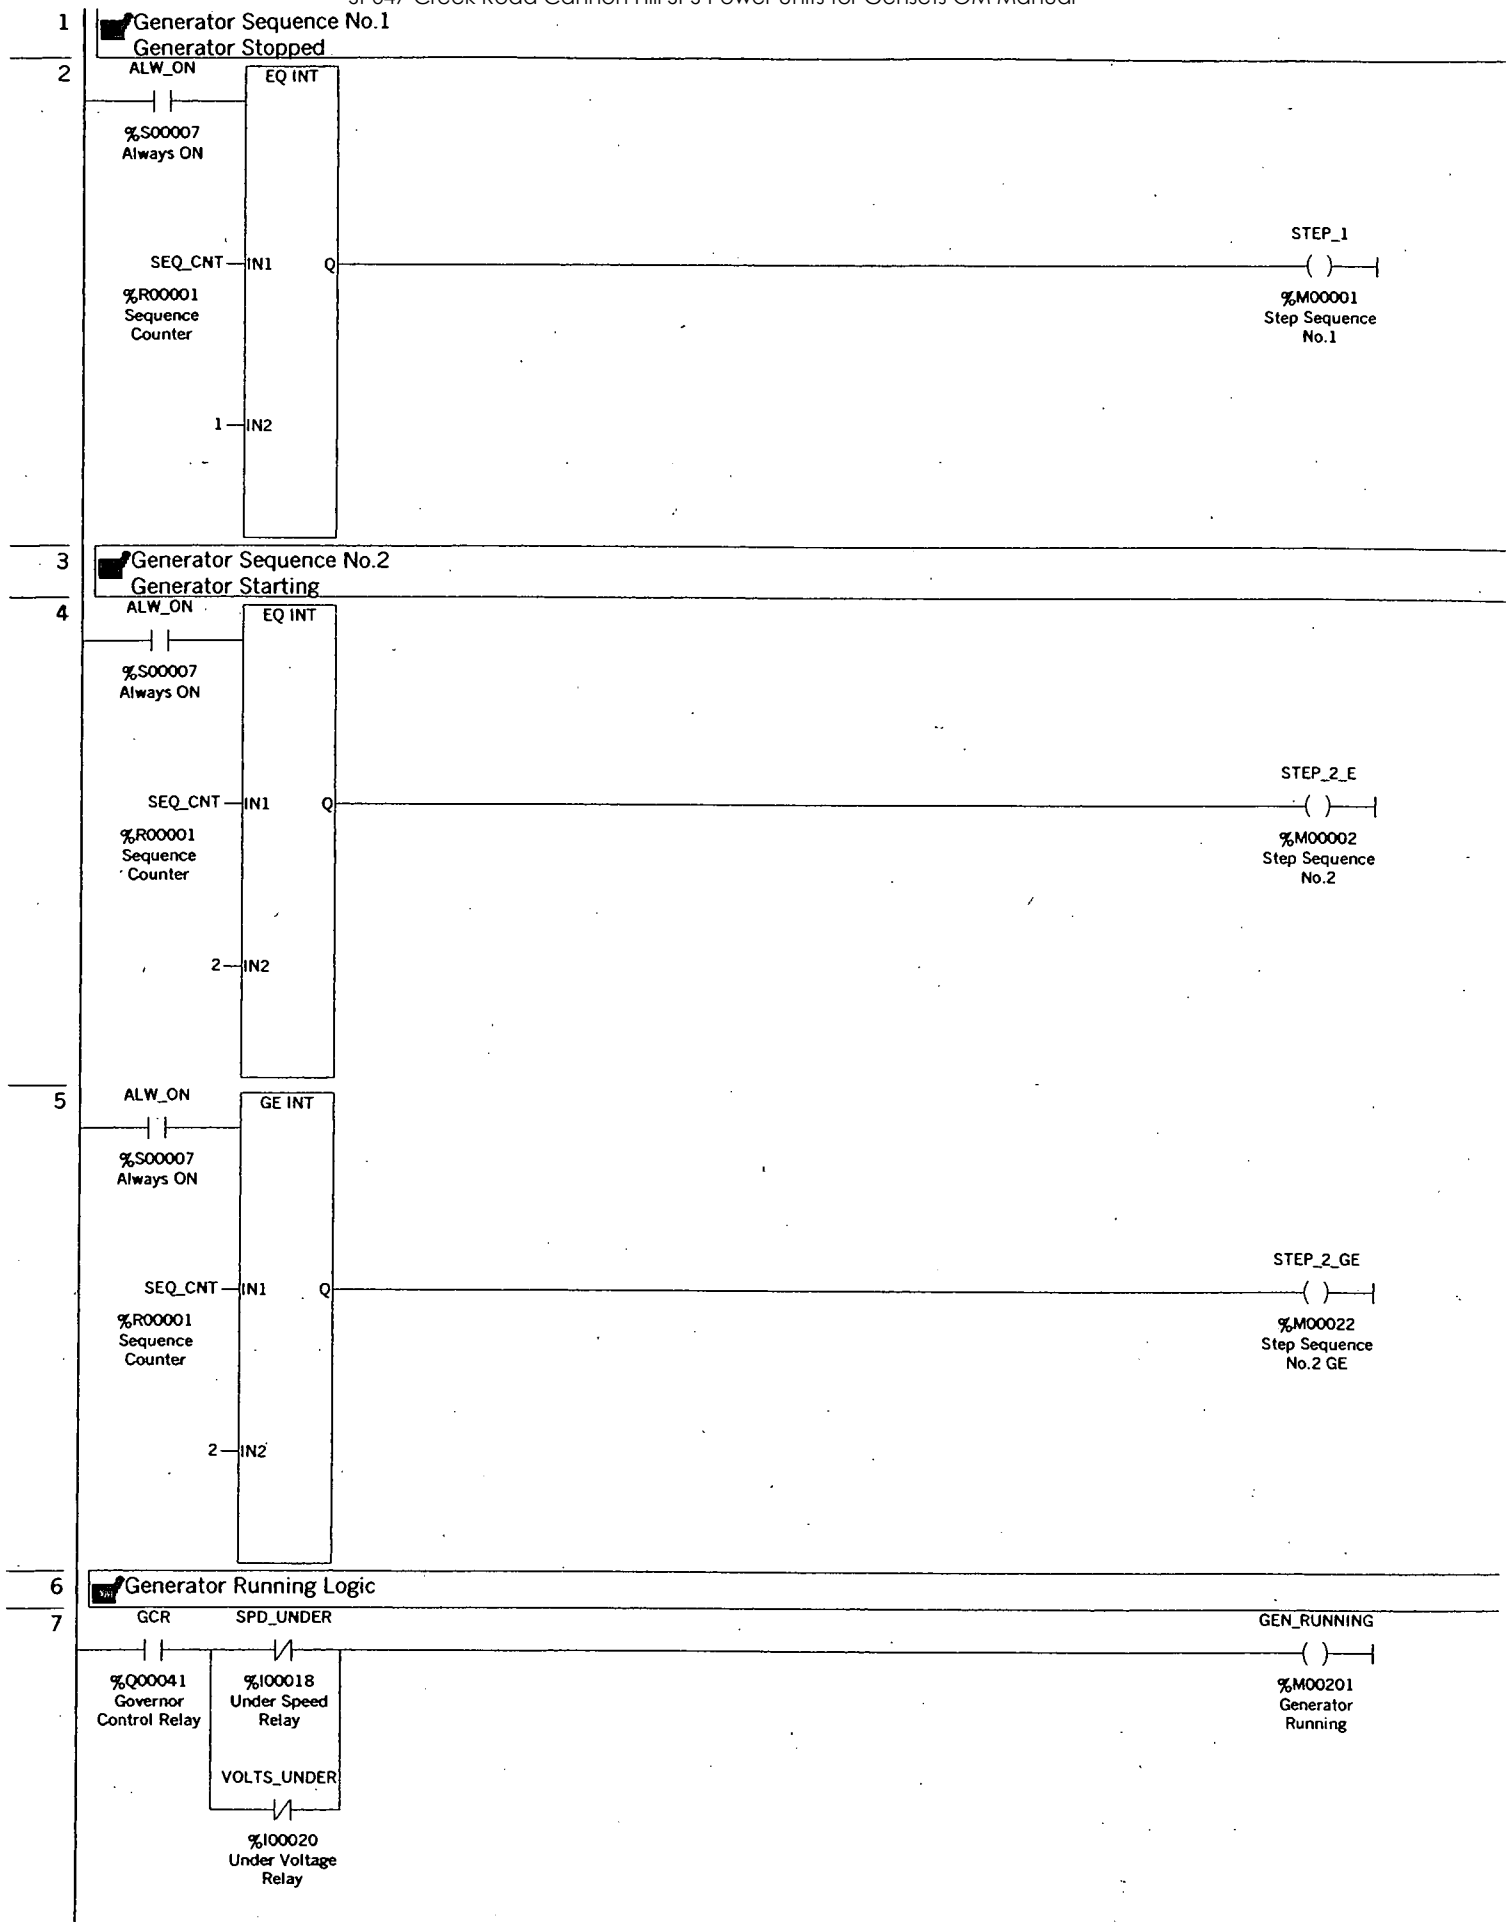 1
Generator Sequence No.1
Generator Stopped
2
ALW_ON
EQ INT
%S00007
Always ON
STEP_1
SEQ_CNT
IN1
Q
%R00001
Sequence
Counter
%M00001
Step Sequence
No.1
1
IN2
3
Generator Sequence No.2
Generator Starting
4
ALW_ON
EQ INT
%S00007
Always ON
STEP_2_E
SEQ_CNT
IN1
Q
%R00001
Sequence
Counter
%M00002
Step Sequence
No.2
2
IN2
5
ALW_ON
GE INT
%S00007
Always ON
STEP_2_GE
SEQ_CNT
IN1
Q
%R00001
Sequence
Counter
%M00022
Step Sequence
No.2 GE
2
IN2
6
Generator Running Logic
7
GCR
SPD_UNDER
GEN_RUNNING
%Q00041
Governor
Control Relay
%I00018
Under Speed
Relay
%M00201
Generator
Running
VOLTS_UNDER
%I00020
Under Voltage
Relay